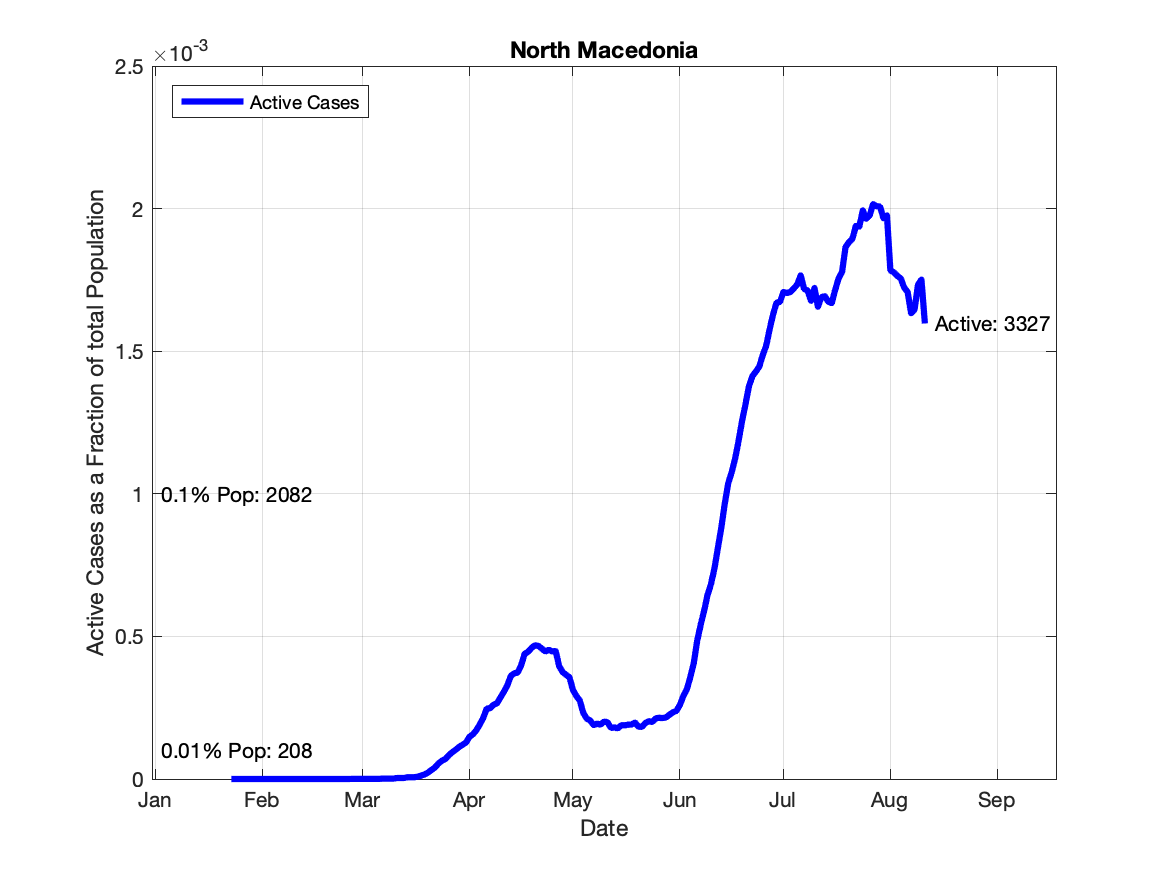 North Macedonia
×10⁻³
2.5
Active Cases
2
1.5
Active: 3327
1
0.1% Pop: 2082
0.5
0.01% Pop: 208
0
Active Cases as a Fraction of total Population
Jan Feb Mar Apr May Jun Jul Aug Sep
Date